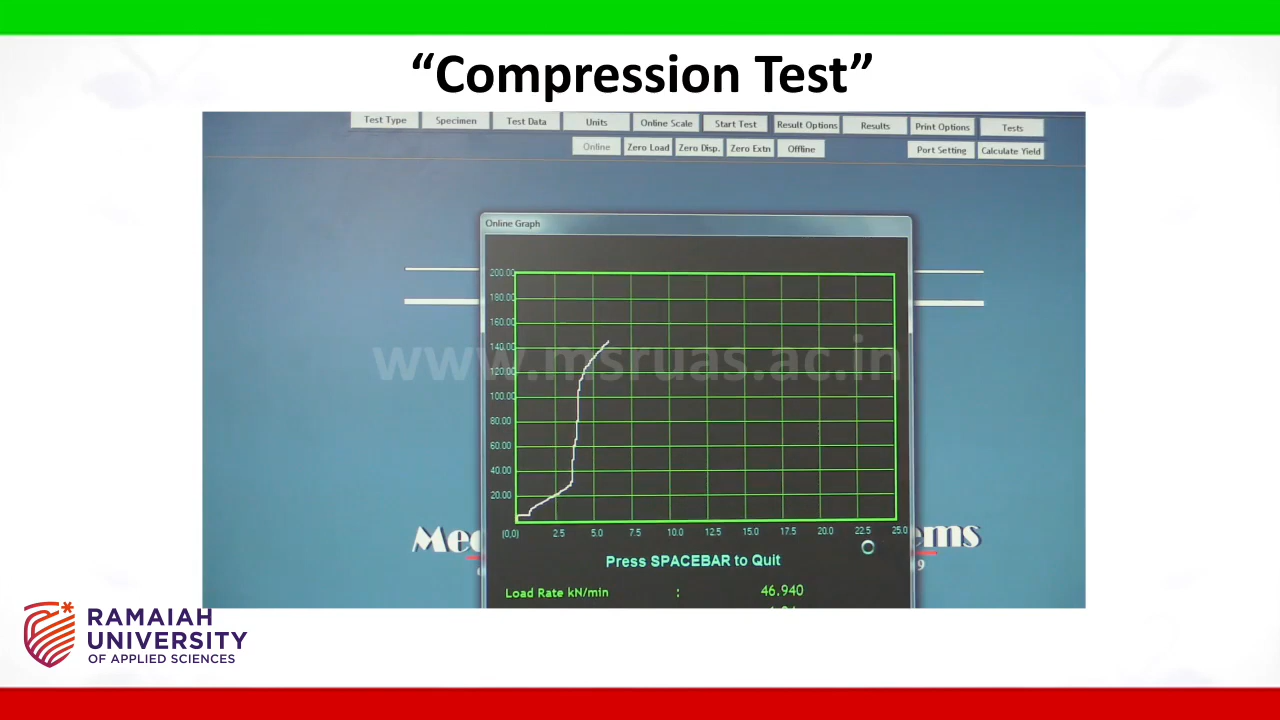 “Compression Test”
Test Type Specimen Test Data Units Online Scale Start Test Result Options Results Print Options Tests
Online Zero Load Zero Disp. Zero Extn Offline Port Setting Calculate Yield
Online Graph
200.00
180.00
160.00
140.00
www.msruas.ac.in
120.00
100.00
80.00
60.00
40.00
20.00
(0,0) 2.5 5.0 7.5 10.0 12.5 15.0 17.5 20.0 22.5 25.0
Press SPACEBAR to Quit
Load Rate kN/min : 46.940
RAMAIAH
UNIVERSITY
OF APPLIED SCIENCES